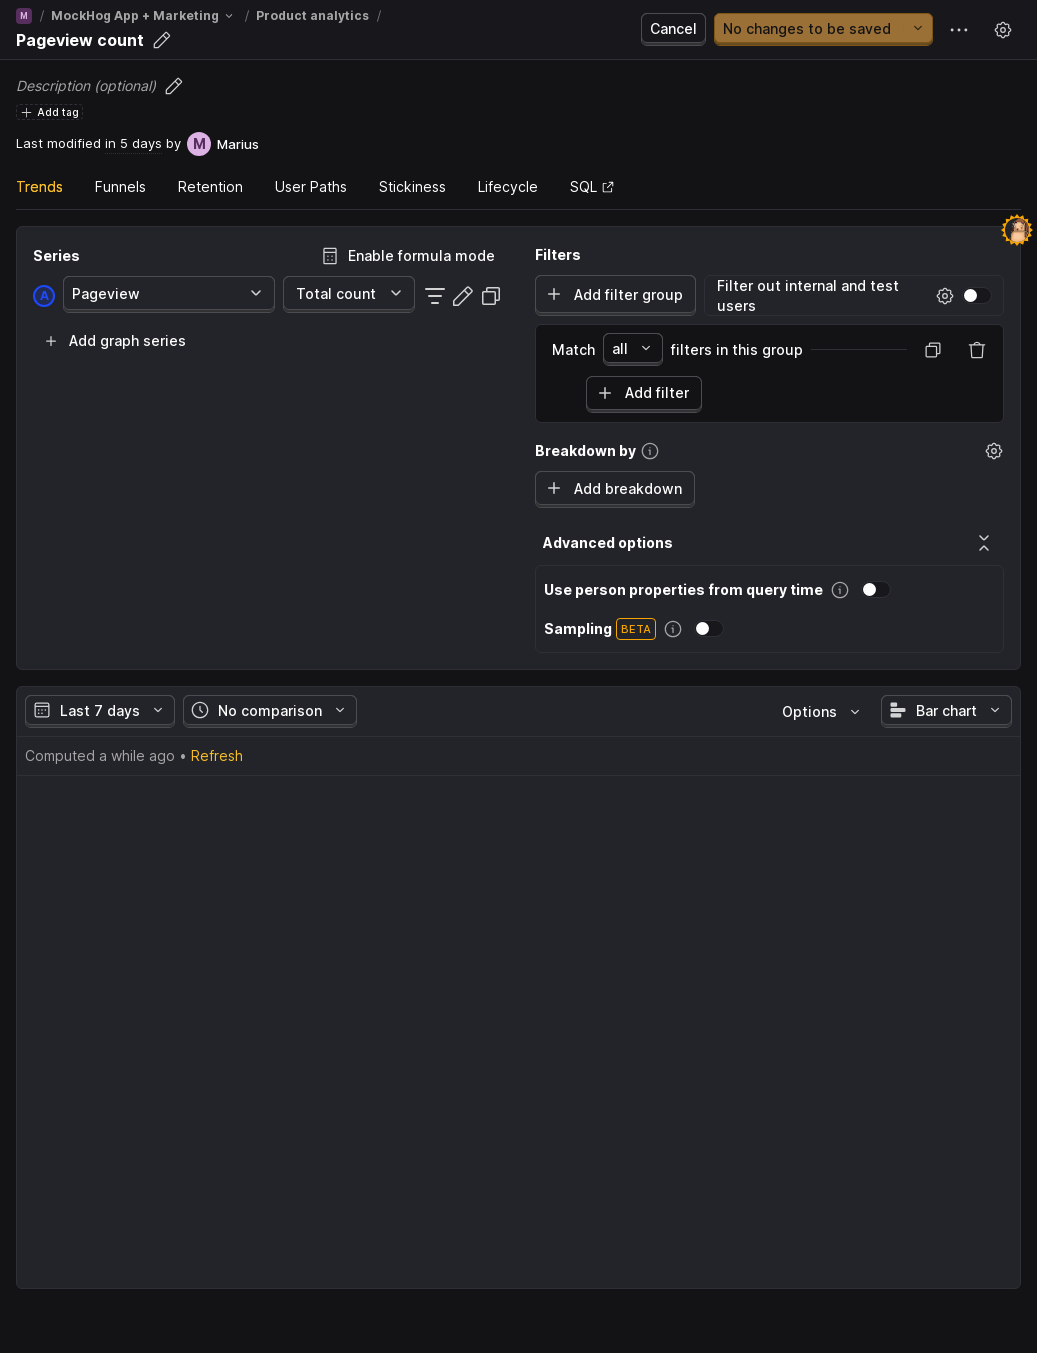 M / MockHog App + Marketing / Product analytics /
Pageview count
Cancel
No changes to be saved
Description (optional)
Add tag
Last modified in 5 days by M Marius
Trends Funnels Retention User Paths Stickiness Lifecycle SQL
Series
Enable formula mode
A Pageview Total count
Add graph series
Filters
Add filter group
Filter out internal and test
users
Match all filters in this group
Add filter
Breakdown by
Add breakdown
Advanced options
Use person properties from query time
Sampling BETA
Last 7 days No comparison Options Bar chart
Computed a while ago • Refresh